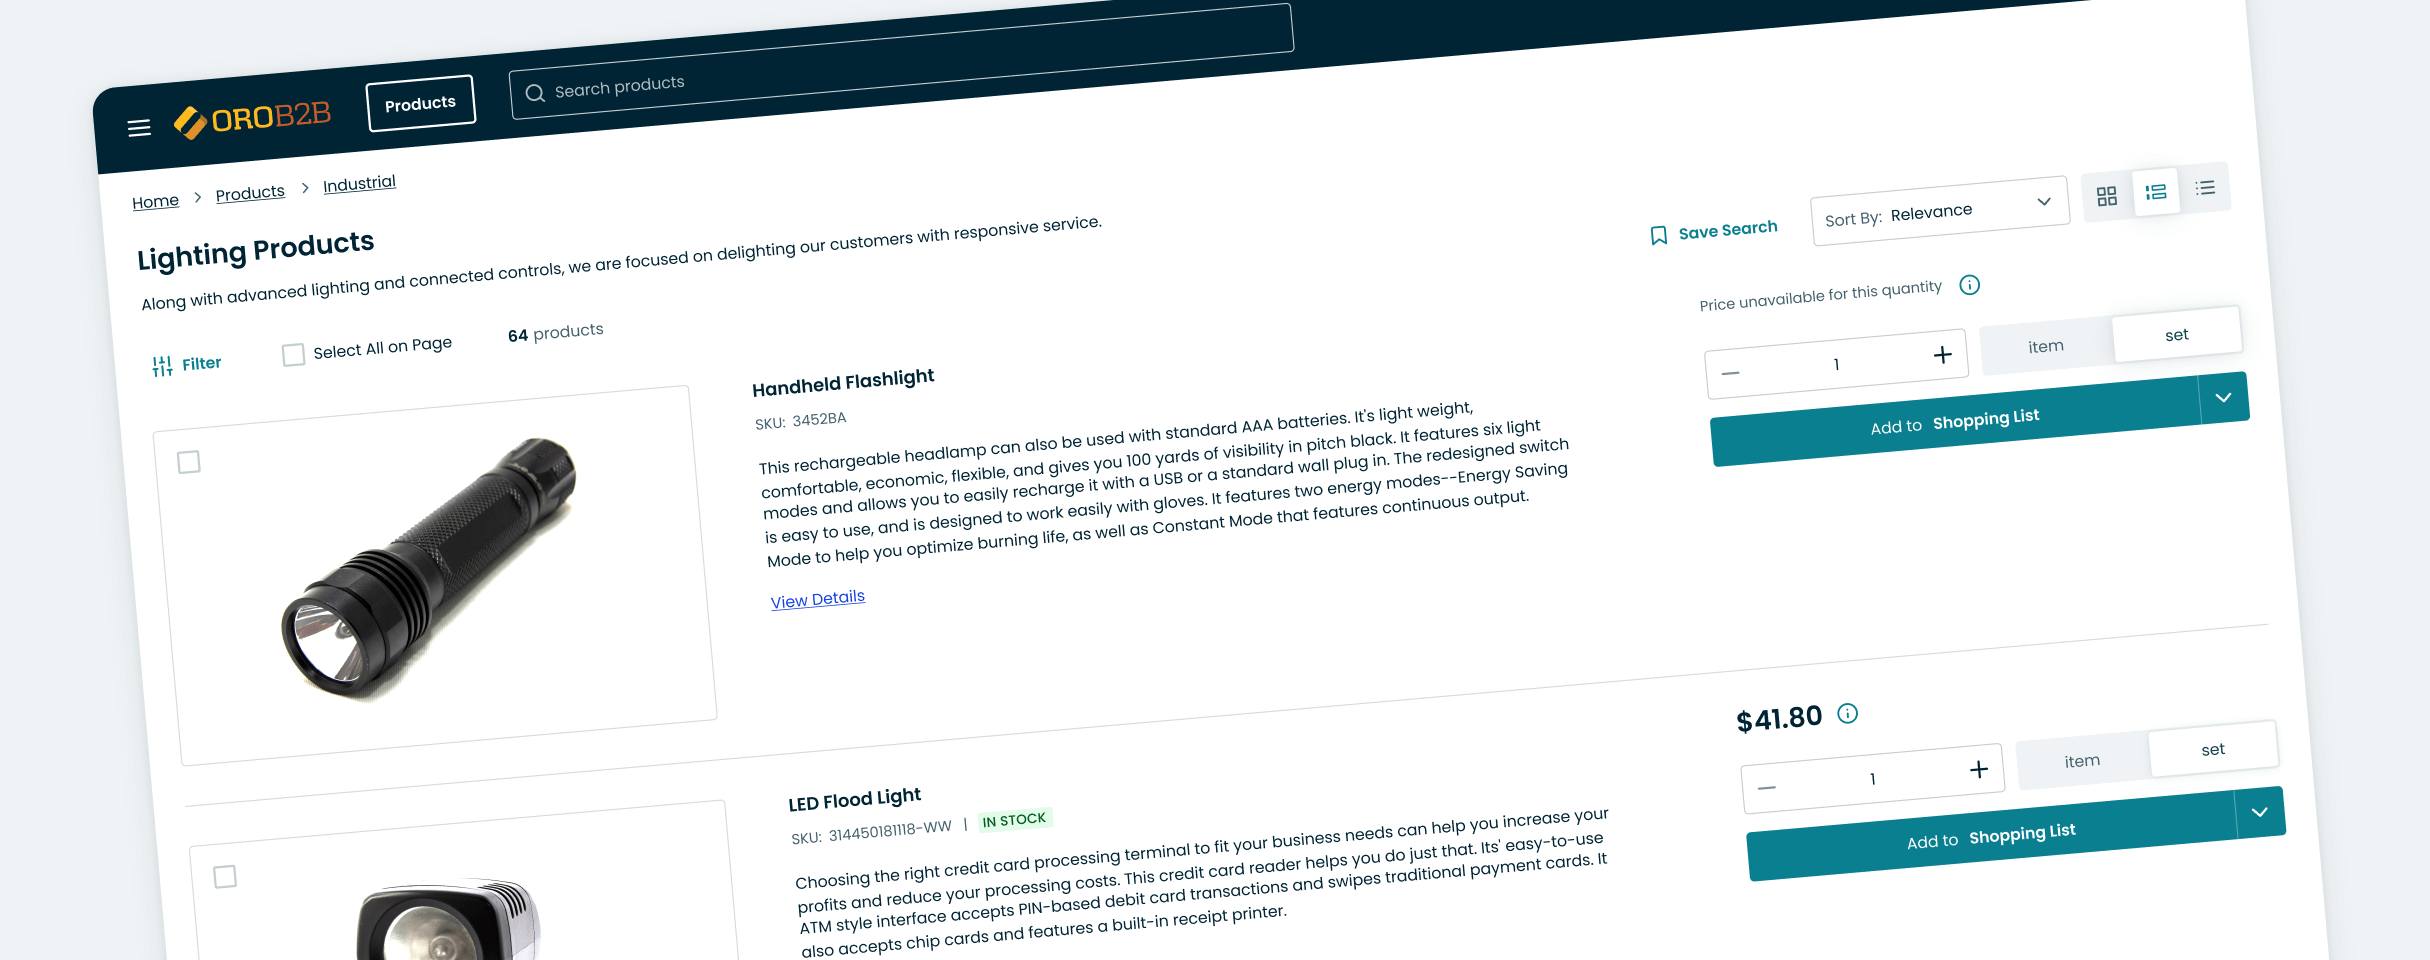 OROB2B
Products
Search products
Home > Products > Industrial
Lighting Products
Along with advanced lighting and connected controls, we are focused on delighting our customers with responsive service.
Save Search
Sort By: Relevance
Filter
Select All on Page
64 products
Handheld Flashlight
SKU: 3452BA
This rechargeable headlamp can also be used with standard AAA batteries. It's light weight,
comfortable, economic, flexible, and gives you 100 yards of visibility in pitch black. It features six light
modes and allows you to easily recharge it with a USB or a standard wall plug in. The redesigned switch
is easy to use, and is designed to work easily with gloves. It features two energy modes--Energy Saving
Mode to help you optimize burning life, as well as Constant Mode that features continuous output.
View Details
Price unavailable for this quantity
1
item
set
Add to Shopping List
LED Flood Light
SKU: 314450181118-WW | IN STOCK
Choosing the right credit card processing terminal to fit your business needs can help you increase your
profits and reduce your processing costs. This credit card reader helps you do just that. Its' easy-to-use
ATM style interface accepts PIN-based debit card transactions and swipes traditional payment cards. It
also accepts chip cards and features a built-in receipt printer.
$41.80
1
item
set
Add to Shopping List